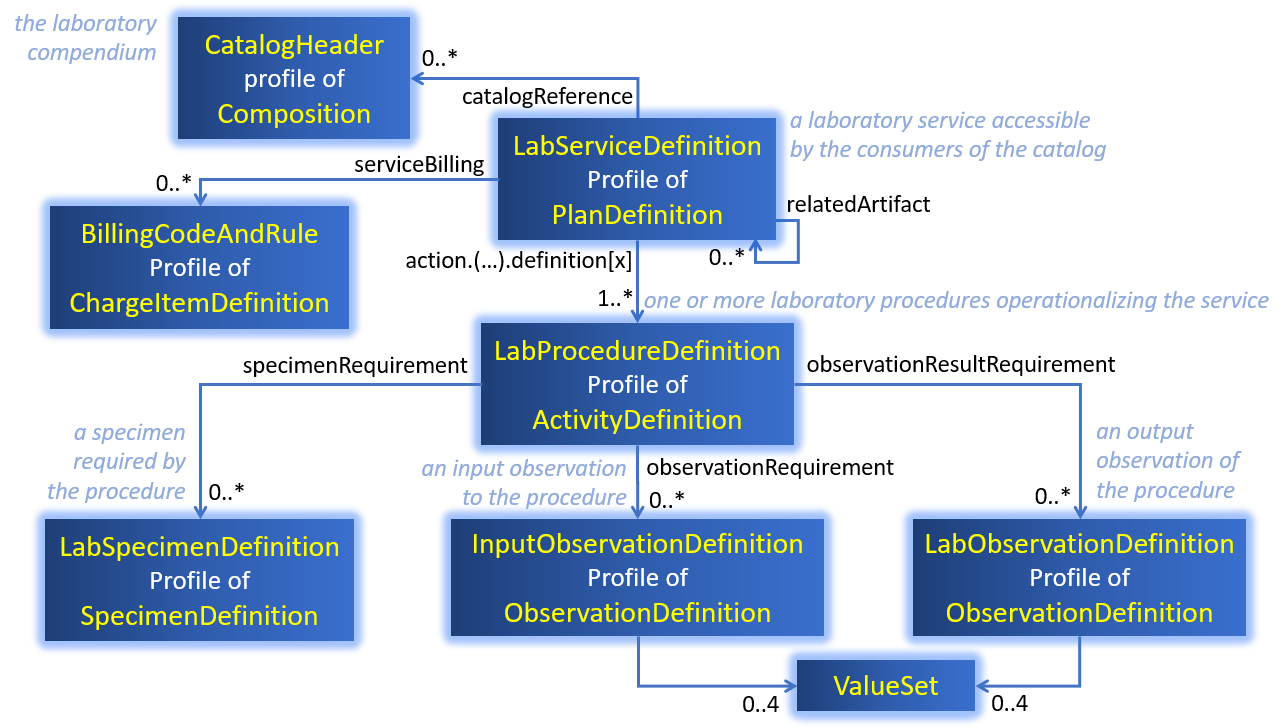 the laboratory
compendium
CatalogHeader
profile of
Composition
0..*
catalogReference
LabServiceDefinition
Profile of
PlanDefinition
a laboratory service accessible
by the consumers of the catalog
serviceBilling
0..*
BillingCodeAndRule
Profile of
ChargeItemDefinition
relatedArtifact
0..*
action.(...).definition[x]
1..*
one or more laboratory procedures operationalizing the service
LabProcedureDefinition
Profile of
ActivityDefinition
specimenRequirement
observationResultRequirement
a specimen
required by
the procedure
0..*
an input observation
to the procedure
observationRequirement
0..*
an output
observation of
the procedure
0..*
LabSpecimenDefinition
Profile of
SpecimenDefinition
InputObservationDefinition
Profile of
ObservationDefinition
LabObservationDefinition
Profile of
ObservationDefinition
0..4
ValueSet
0..4